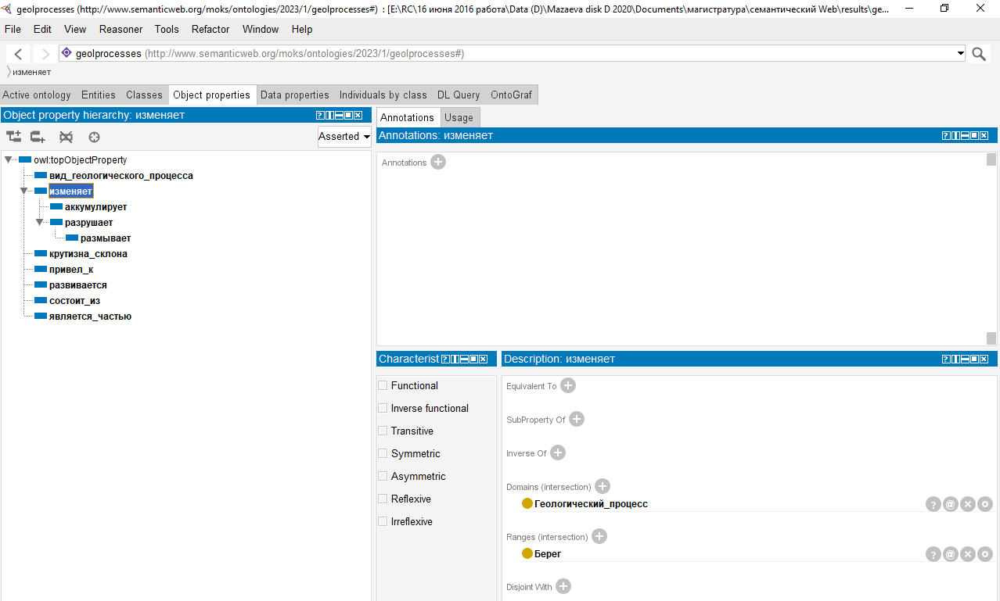 geolprocesses (http://www.semanticweb.org/moks/ontologies/2023/1/geolprocesses#) : [E:\RC\16 июня 2016 работа\Data (D)\Mazaeva disk D 2020\Documents\магистратура\семантический Web\results\ge...
File Edit View Reasoner Tools Refactor Window Help
geolprocesses (http://www.semanticweb.org/moks/ontologies/2023/1/geolprocesses#)
изменяет
Active ontology Entities Classes Object properties Data properties Individuals by class DL Query OntoGraf
Object property hierarchy: изменяет
Asserted
owl:topObjectProperty
вид_геологического_процесса
изменяет
аккумулирует
разрушает
размывает
крутизна_склона
привел_к
развивается
состоит_из
является_частью
Annotations Usage
Annotations: изменяет
Annotations
Characterist
Functional
Inverse functional
Transitive
Symmetric
Asymmetric
Reflexive
Irreflexive
Description: изменяет
Equivalent To
SubProperty Of
Inverse Of
Domains (intersection)
Геологический_процесс
Ranges (intersection)
Берег
Disjoint With